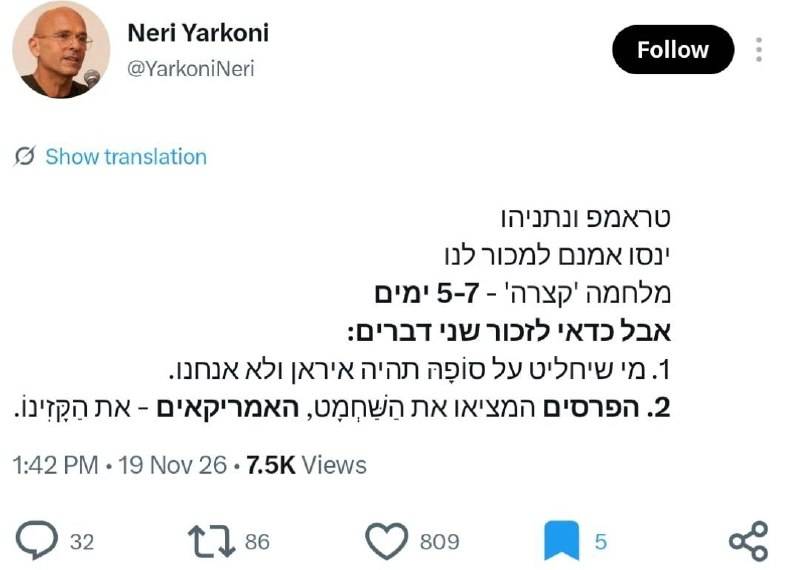 Neri Yarkoni
@YarkoniNeri
Follow
Show translation
טראמפ ונתניהו
ינסו אמנם למכור לנו
מלחמה 'קצרה' - 5-7 ימים
אבל כדאי לזכור שני דברים:
1. מי שיחליט על סוֹפָהּ תהיה איראן ולא אנחנו.
2. הפרסים המציאו את הַשַּׁחְמָט, האמריקאים - את הַקָּזִינוֹ.
1:42 PM • 19 Nov 26 • 7.5K Views
32
86
809
5